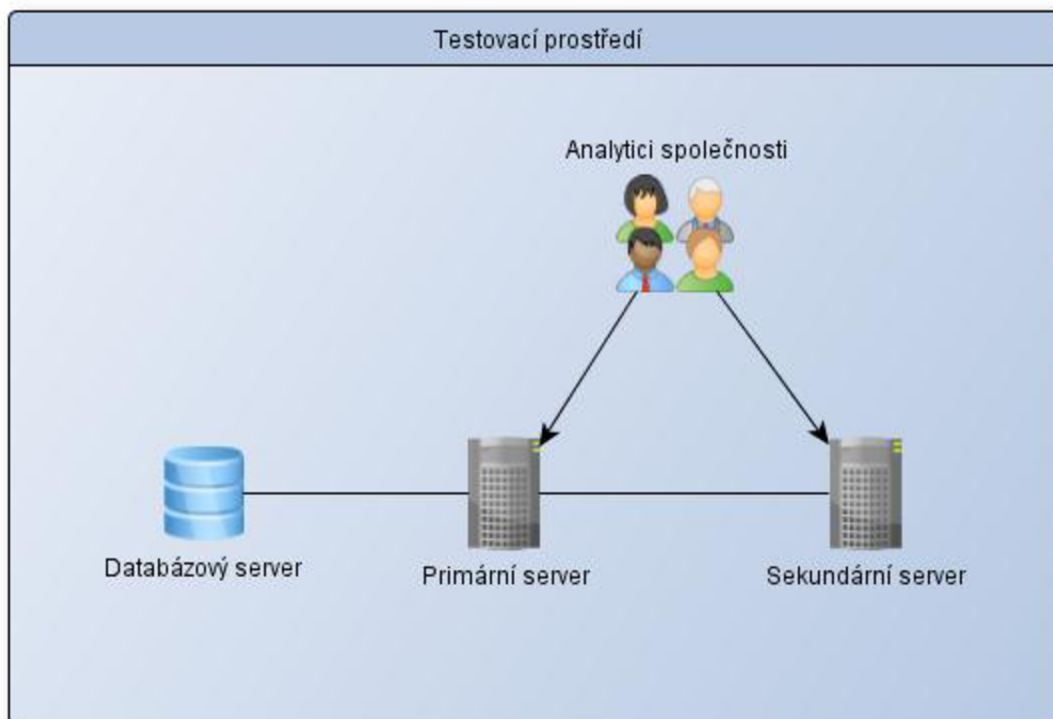 Testovací prostředí
Analytici společnosti
Databázový server
Primární server
Sekundární server